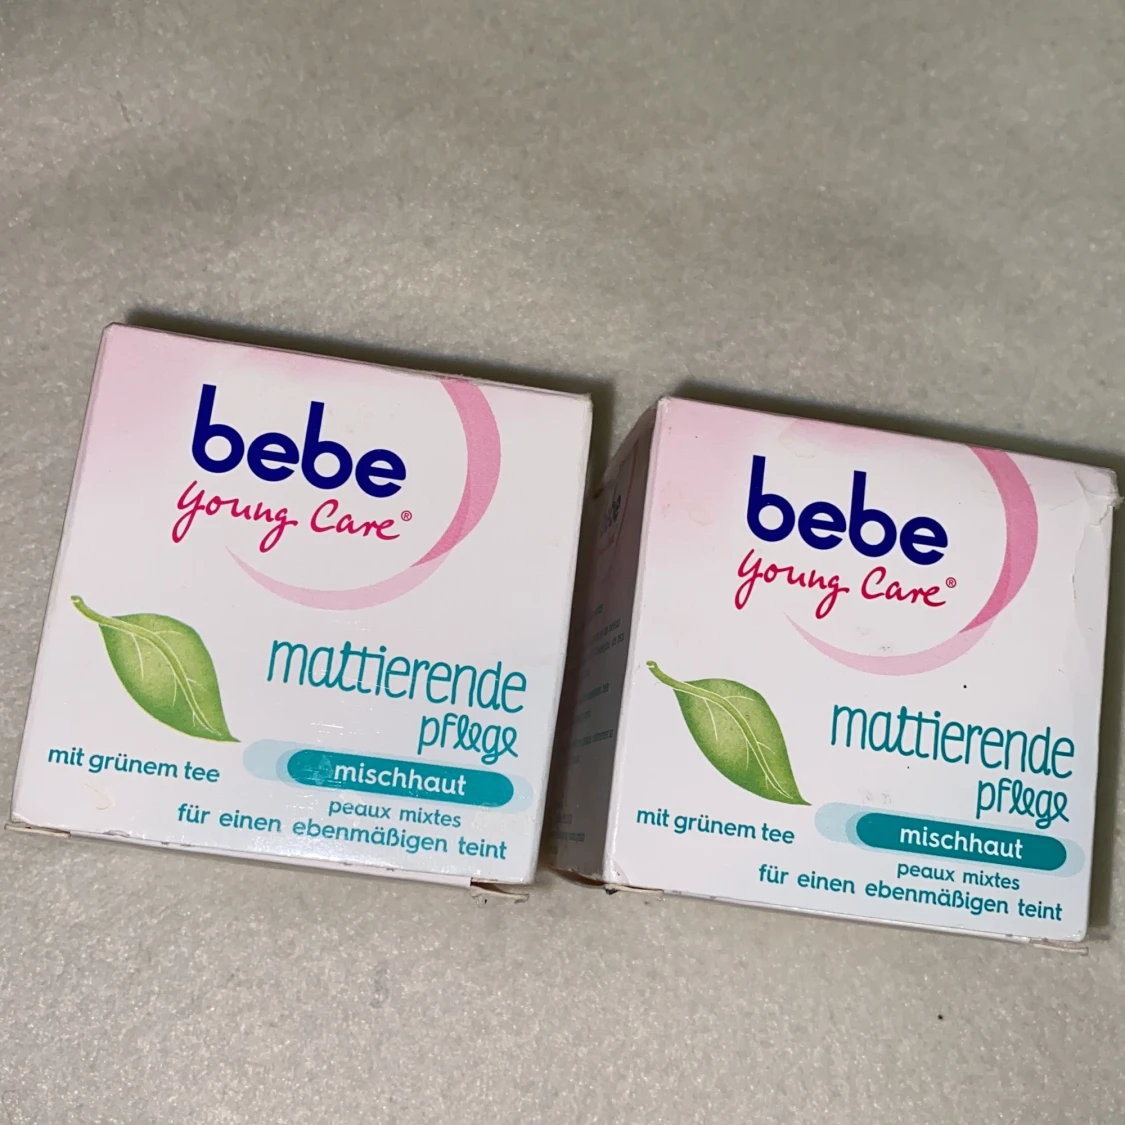 bebe
young Care®
mattierende
pflege
mit grünem tee
mischhaut
peaux mixtes
für einen ebenmäßigen teint
bebe
young Care®
mattierende
pflege
mit grünem tee
mischhaut
peaux mixtes
für einen ebenmäßigen teint